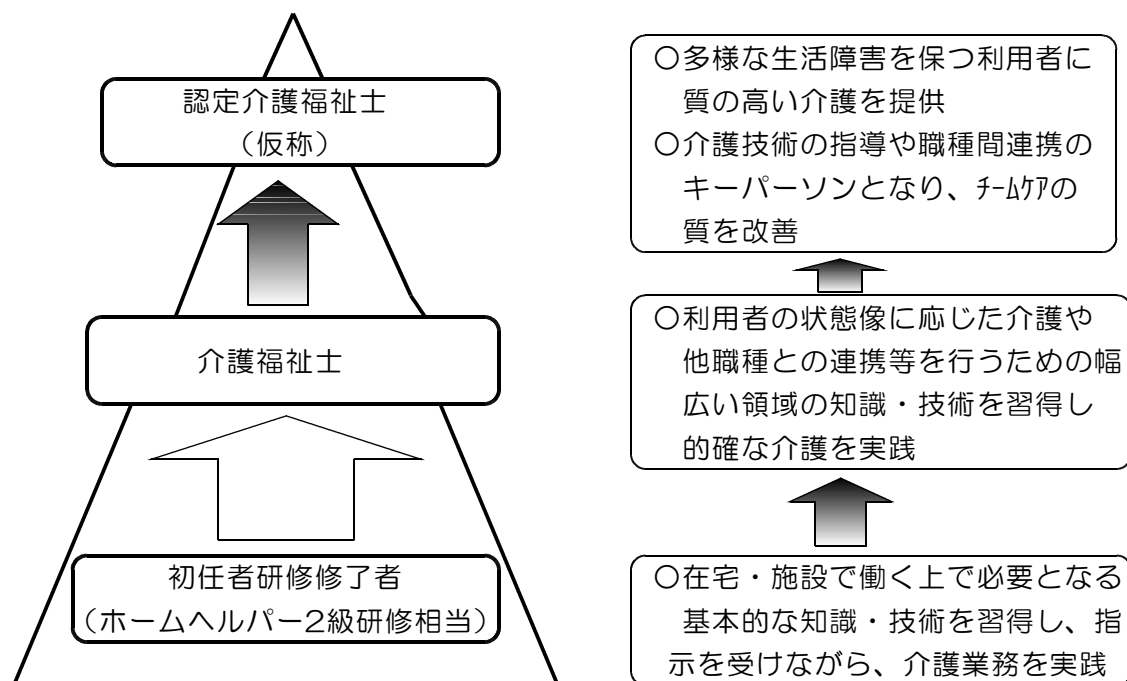 認定介護福祉士
（仮称）
〇多様な生活障害を保つ利用者に
質の高い介護を提供
〇介護技術の指導や職種間連携の
キーパーソンとなり、ﾁｰﾑｹｱの
質を改善
介護福祉士
〇利用者の状態像に応じた介護や
他職種との連携等を行うための幅
広い領域の知識・技術を習得し
的確な介護を実践
初任者研修修了者
（ホームヘルパー2級研修相当）
〇在宅・施設で働く上で必要となる
基本的な知識・技術を習得し、指
示を受けながら、介護業務を実践